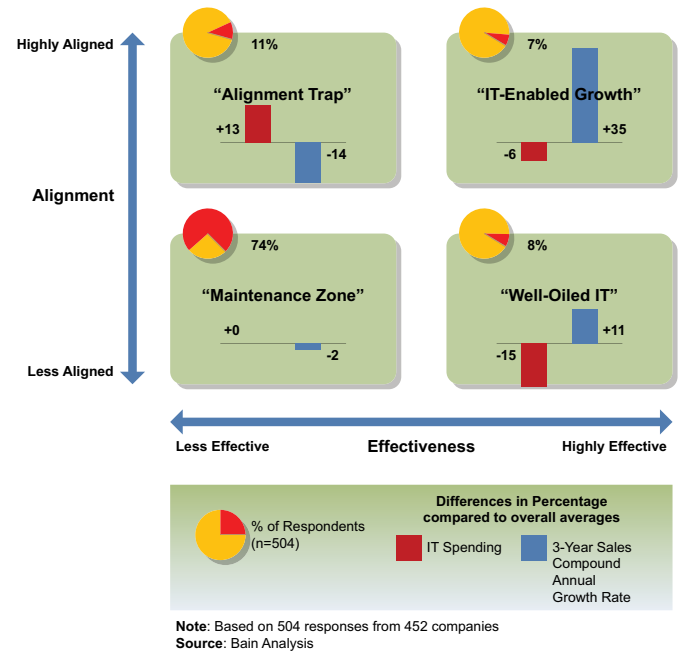 Highly Aligned
11%
7%
“Alignment Trap”
“IT-Enabled Growth”
+13
-14
-6
+35
Alignment
74%
8%
“Maintenance Zone”
“Well-Oiled IT”
+0
-2
-15
+11
Less Aligned
Less Effective
Effectiveness
Highly Effective
% of Respondents
(n=504)
Differences in Percentage
compared to overall averages
IT Spending
3-Year Sales
Compound
Annual
Growth Rate
Note: Based on 504 responses from 452 companies
Source: Bain Analysis